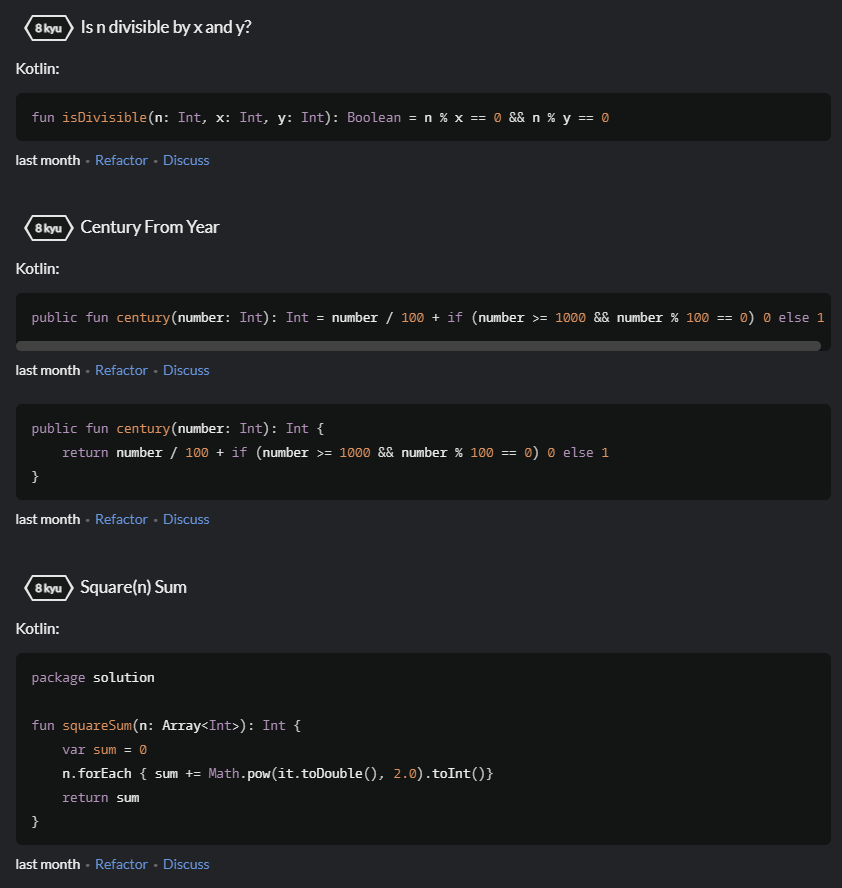 8 kyu Is n divisible by x and y?
Kotlin:
fun isDivisible(n: Int, x: Int, y: Int): Boolean = n % x == 0 && n % y == 0
last month • Refactor • Discuss
8 kyu Century From Year
Kotlin:
public fun century(number: Int): Int = number / 100 + if (number >= 1000 && number % 100 == 0) 0 else 1
last month • Refactor • Discuss
public fun century(number: Int): Int {
    return number / 100 + if (number >= 1000 && number % 100 == 0) 0 else 1
}
last month • Refactor • Discuss
8 kyu Square(n) Sum
Kotlin:
package solution
fun squareSum(n: Array<Int>): Int {
    var sum = 0
    n.forEach { sum += Math.pow(it.toDouble(), 2.0).toInt()}
    return sum
}
last month • Refactor • Discuss